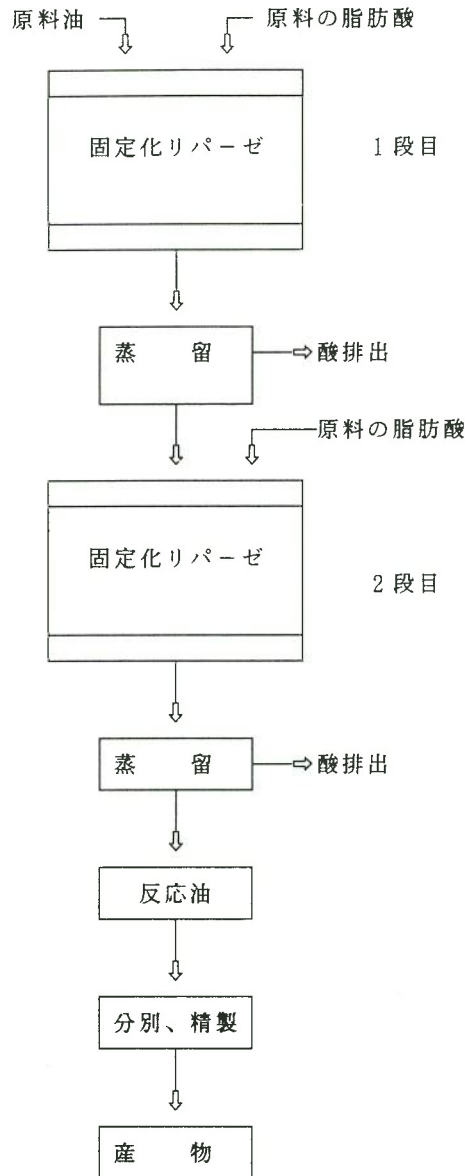 原料油
原料の脂肪酸
固定化リパーゼ
1段目
蒸 留
酸排出
原料の脂肪酸
固定化リパーゼ
2段目
蒸 留
酸排出
反応油
分別、精製
産 物